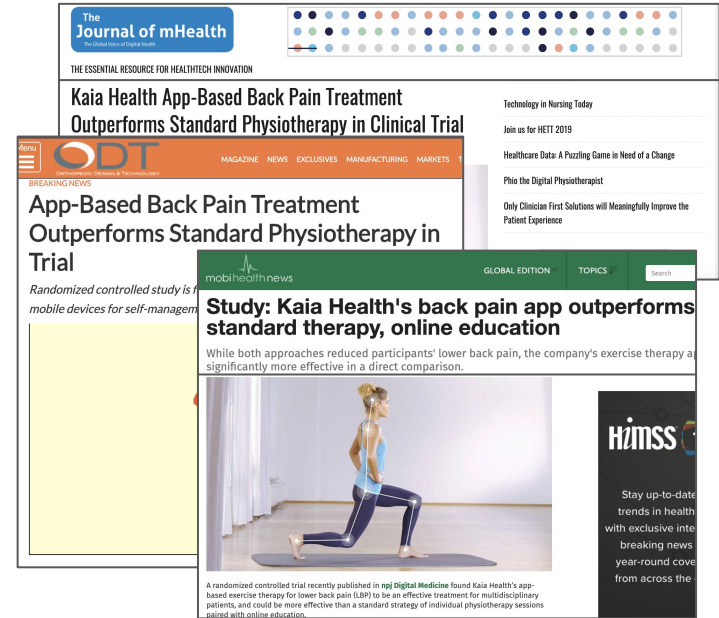 The
Journal of mHealth
The Global Voice of Digital Health
THE ESSENTIAL RESOURCE FOR HEALTHTECH INNOVATION
Kaia Health App-Based Back Pain Treatment
Outperforms Standard Physiotherapy in Clinical Trial
Technology in Nursing Today
Join us for HETT 2019
Healthcare Data: A Puzzling Game in Need of a Change
Phio the Digital Physiotherapist
Only Clinician First Solutions will Meaningfully Improve the
Patient Experience
Menu
ODT
ORTHOPEDIC DESIGN & TECHNOLOGY
MAGAZINE NEWS EXCLUSIVES MANUFACTURING MARKETS T
BREAKING NEWS
App-Based Back Pain Treatment
Outperforms Standard Physiotherapy in
Trial
Randomized controlled study is f
mobile devices for self-managem
mobihealthnews
GLOBAL EDITION
TOPICS
Search
Study: Kaia Health's back pain app outperforms
standard therapy, online education
While both approaches reduced participants' lower back pain, the company's exercise therapy a
significantly more effective in a direct comparison.
HIMSS
Stay up-to-date
trends in health
with exclusive inte
breaking news
year-round cove
from across the
A randomized controlled trial recently published in npj Digital Medicine found Kaia Health's app-
based exercise therapy for lower back pain (LBP) to be an effective treatment for multidisciplinary
patients, and could be more effective than a standard strategy of individual physiotherapy sessions
paired with online education.